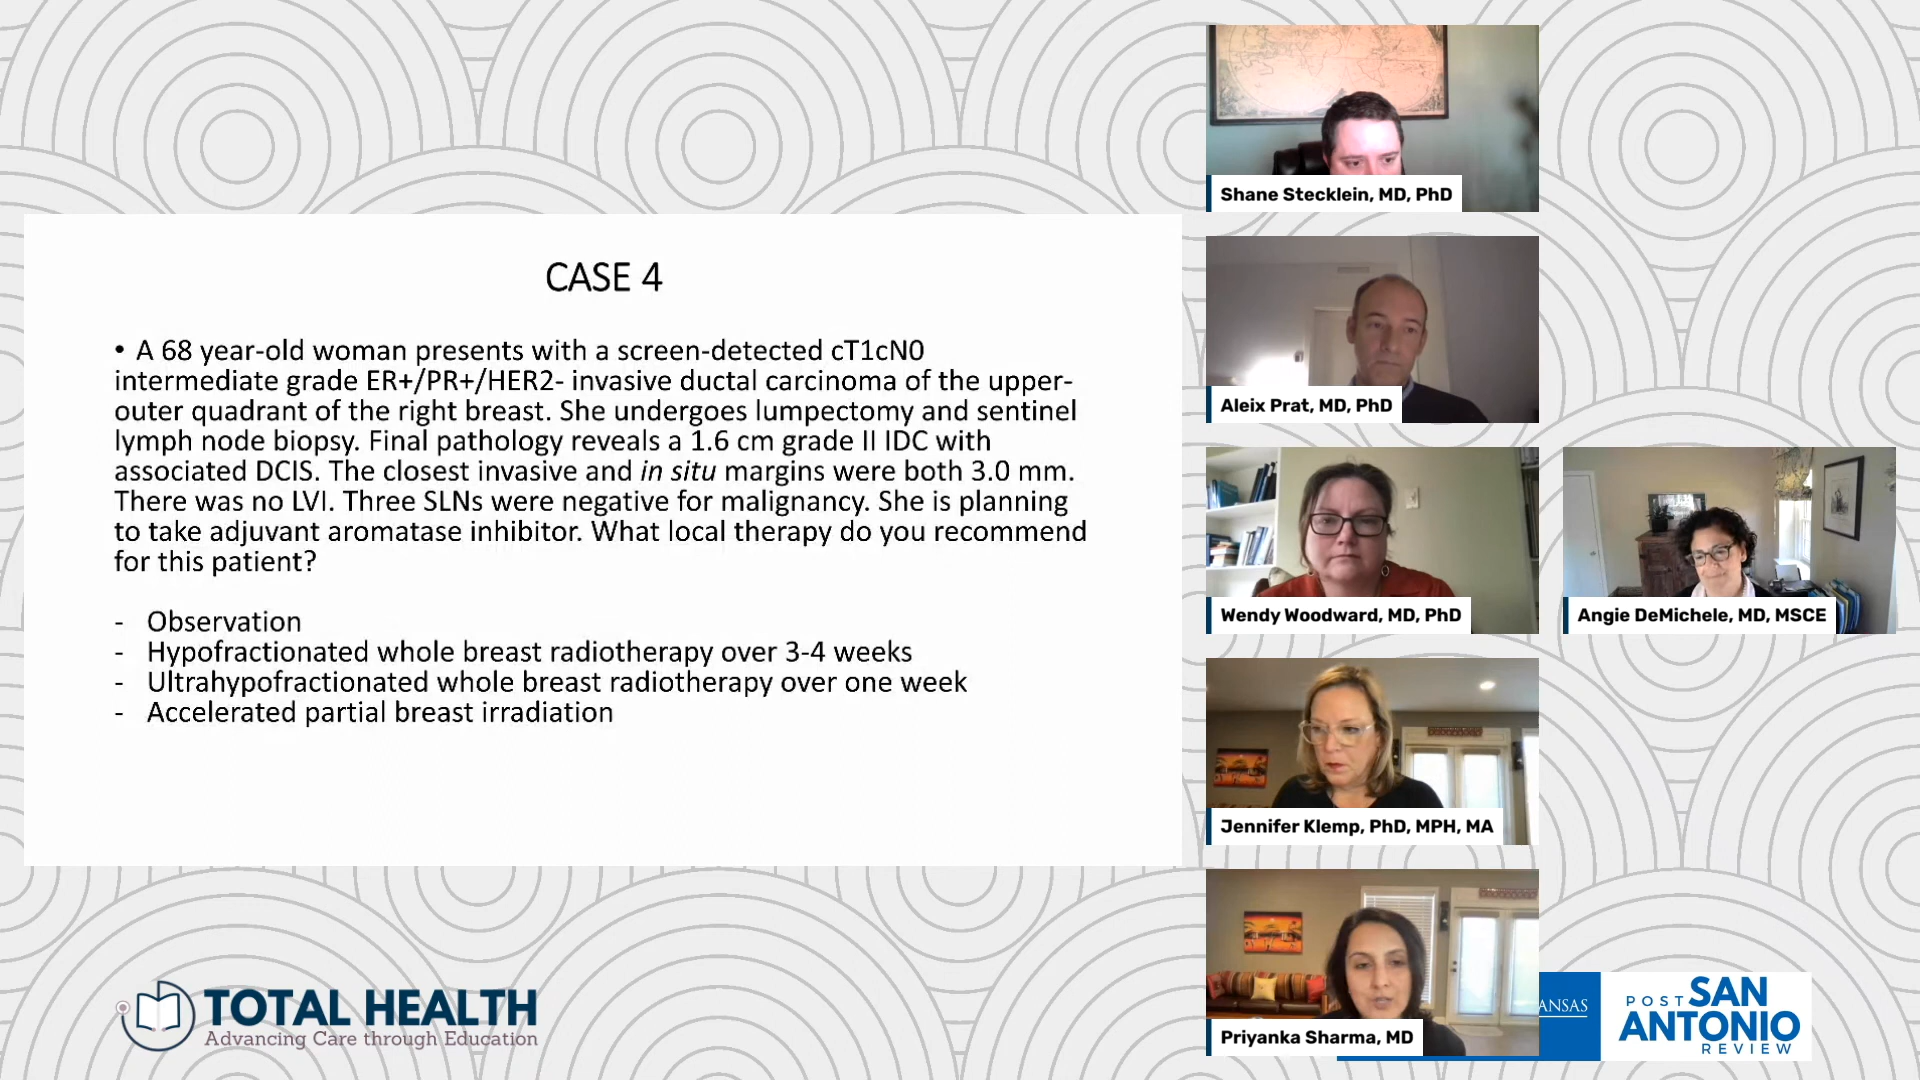 CASE 4
• A 68 year-old woman presents with a screen-detected cT1cN0
intermediate grade ER+/PR+/HER2- invasive ductal carcinoma of the upper-
outer quadrant of the right breast. She undergoes lumpectomy and sentinel
lymph node biopsy. Final pathology reveals a 1.6 cm grade II IDC with
associated DCIS. The closest invasive and in situ margins were both 3.0 mm.
There was no LVI. Three SLNs were negative for malignancy. She is planning
to take adjuvant aromatase inhibitor. What local therapy do you recommend
for this patient?
- Observation
- Hypofractionated whole breast radiotherapy over 3-4 weeks
- Ultrahypofractionated whole breast radiotherapy over one week
- Accelerated partial breast irradiation
Shane Stecklein, MD, PhD
Aleix Prat, MD, PhD
Wendy Woodward, MD, PhD
Angie DeMichele, MD, MSCE
Jennifer Klemp, PhD, MPH, MA
Priyanka Sharma, MD
TOTAL HEALTH
Advancing Care through Education
ANSAS
POST SAN
ANTONIO
REVIEW